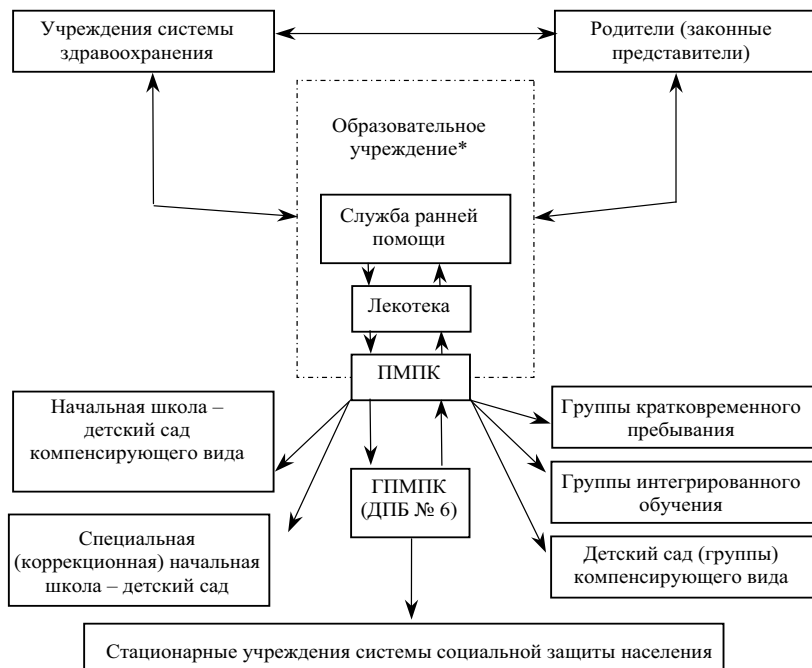 Учреждения системы
здравоохранения
Родители (законные
представители)
Образовательное
учреждение*
Служба ранней
помощи
Лекотека
ПМПК
Начальная школа –
детский сад
компенсирующего вида
Группы кратковременного
пребывания
ГПМПК
(ДПБ № 6)
Группы интегрированного
обучения
Специальная
(коррекционная) начальная
школа – детский сад
Детский сад (группы)
компенсирующего вида
Стационарные учреждения системы социальной защиты населения